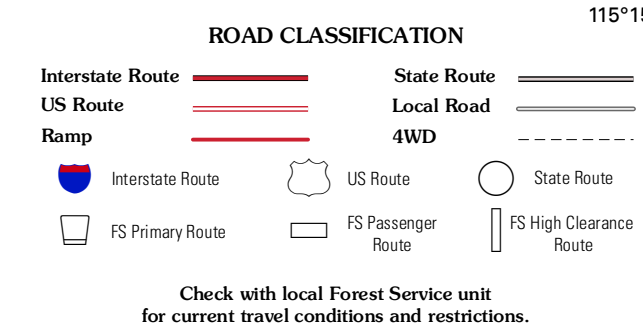 115°15
ROAD CLASSIFICATION
Interstate Route
State Route
US Route
Local Road
Ramp
4WD
Interstate Route
US Route
State Route
FS Primary Route
FS Passenger
Route
FS High Clearance
Route
Check with local Forest Service unit
for current travel conditions and restrictions.